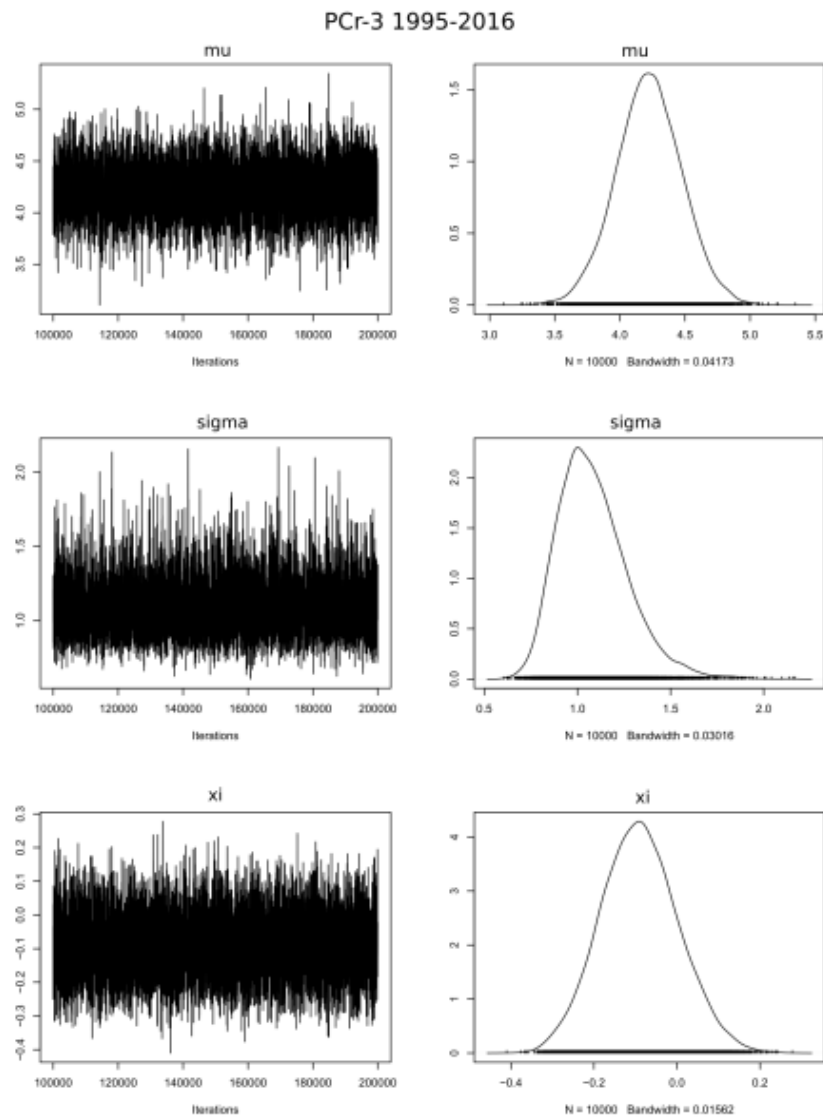 PCr-3 1995-2016
mu
mu
5.0
4.5
4.0
3.5
100000 120000 140000 160000 180000 200000
Iterations
1.5
1.0
0.5
0.0
3.0 3.5 4.0 4.5 5.0 5.5
N = 10000 Bandwidth = 0.04173
sigma
sigma
2.0
1.5
1.0
100000 120000 140000 160000 180000 200000
Iterations
2.0
1.5
1.0
0.5
0.0
0.5 1.0 1.5 2.0
N = 10000 Bandwidth = 0.03016
xi
xi
0.3
0.2
0.1
0.0
−0.1
−0.2
−0.3
−0.4
100000 120000 140000 160000 180000 200000
Iterations
4
3
2
1
0
−0.4 −0.2 0.0 0.2
N = 10000 Bandwidth = 0.01562